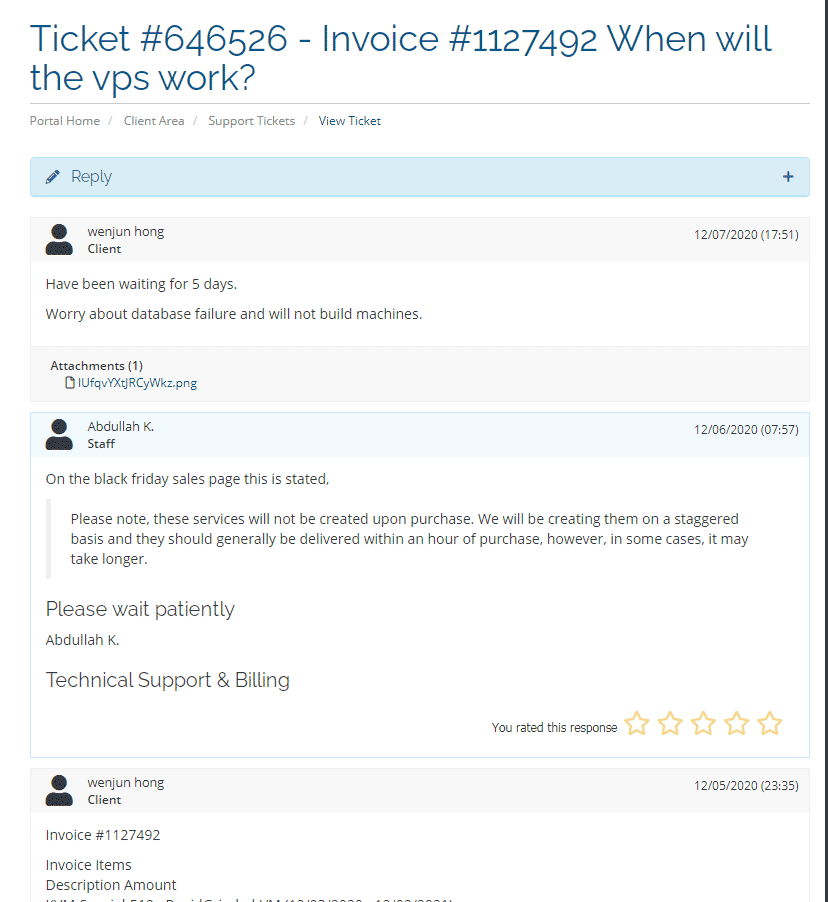 Ticket #646526 - Invoice #1127492 When will
the vps work?
Portal Home / Client Area / Support Tickets / View Ticket
Reply +
wenjun hong
Client
12/07/2020 (17:51)
Have been waiting for 5 days.
Worry about database failure and will not build machines.
Attachments (1)
IUfqvYXtJRCyWkz.png
Abdullah K.
Staff
12/06/2020 (07:57)
On the black friday sales page this is stated,
Please note, these services will not be created upon purchase. We will be creating them on a staggered
basis and they should generally be delivered within an hour of purchase, however, in some cases, it may
take longer.
Please wait patiently
Abdullah K.
Technical Support & Billing
You rated this response
wenjun hong
Client
12/05/2020 (23:35)
Invoice #1127492
Invoice Items
Description Amount